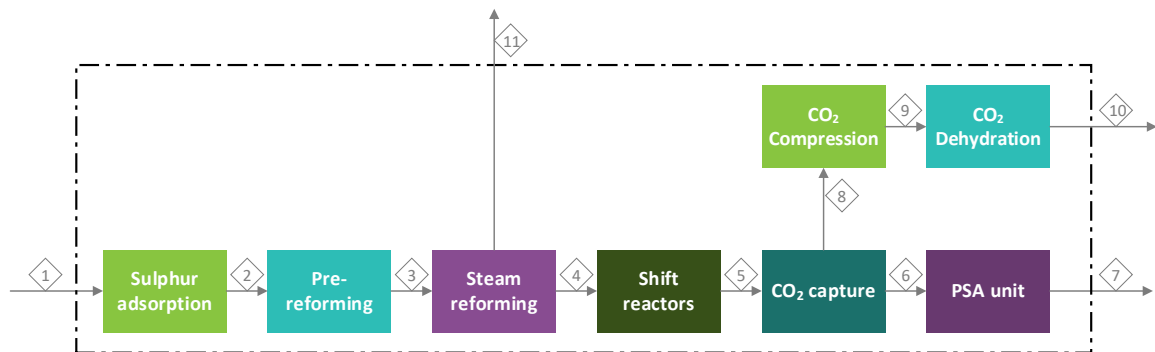 11
CO₂
Compression
9
CO₂
Dehydration
10
8
1
Sulphur
adsorption
2
Pre-
reforming
3
Steam
reforming
4
Shift
reactors
5
CO₂ capture
6
PSA unit
7